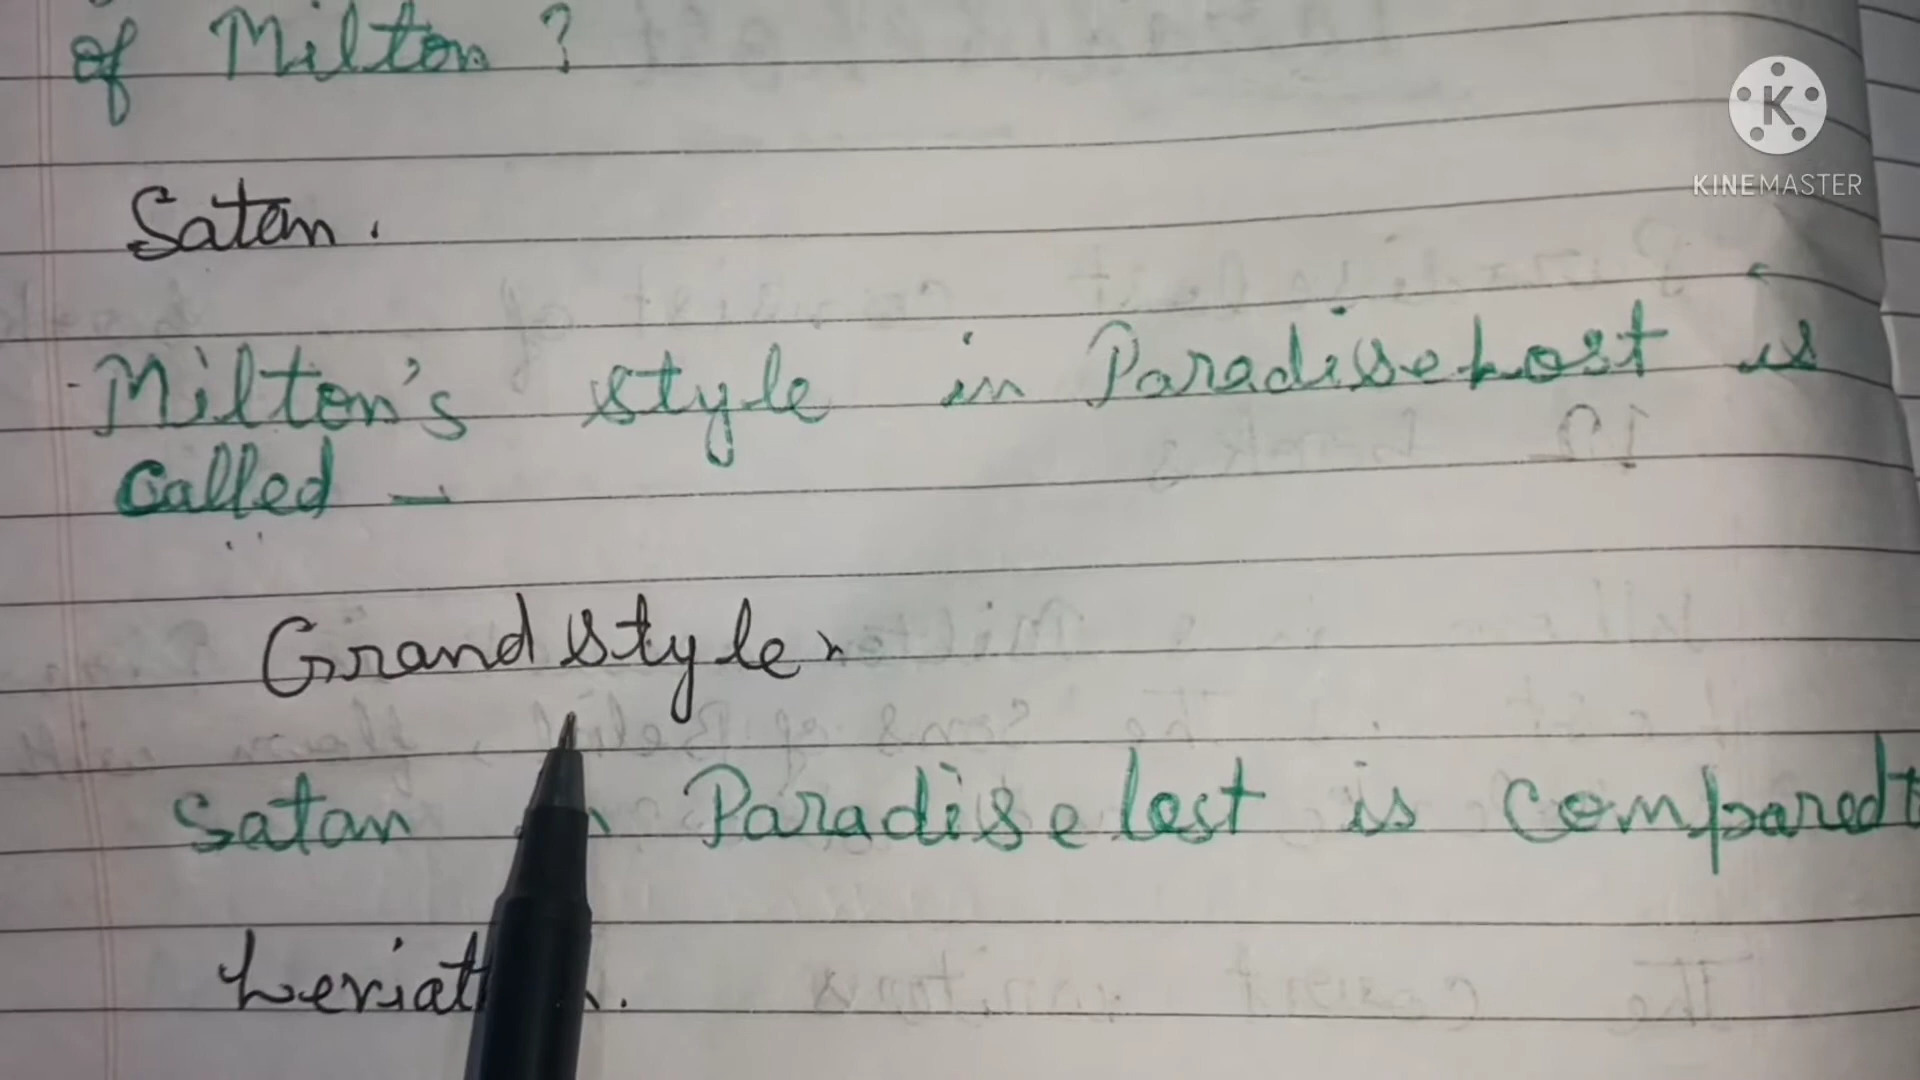 of Milton?
Satan.
Milton's style in Paradise Lost is
called -
Grand style.
Satan Paradise lost is compared t
KINEMASTER